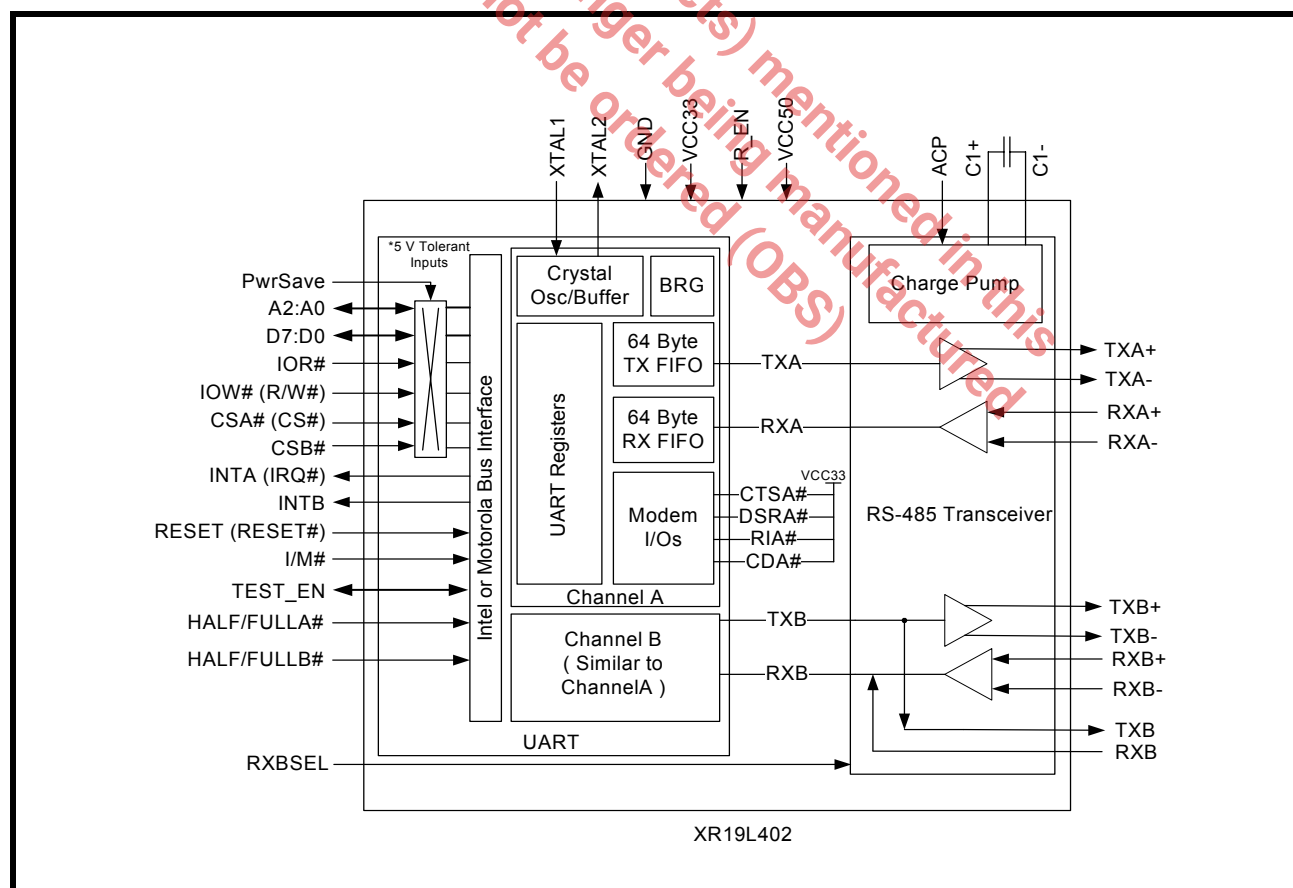 cts) mentioned in this
nger being manufactured
not be ordered (OBS)
XTAL1
XTAL2
GND
VCC33
R_EN
VCC50
ACP
C1+
C1-
*5 V Tolerant
Inputs
PwrSave
A2:A0
D7:D0
IOR#
IOW# (R/W#)
CSA# (CS#)
CSB#
INTA (IRQ#)
INTB
RESET (RESET#)
I/M#
TEST_EN
HALF/FULLA#
HALF/FULLB#
RXBSEL
Intel or Motorola Bus Interface
Crystal
Osc/Buffer
BRG
UART Registers
64 Byte
TX FIFO
64 Byte
RX FIFO
Modem
I/Os
Channel A
Channel B
( Similar to
ChannelA )
UART
TXA
RXA
VCC33
CTSA#
DSRA#
RIA#
CDA#
TXB
RXB
Charge Pump
RS-485 Transceiver
TXA+
TXA-
RXA+
RXA-
TXB+
TXB-
RXB+
RXB-
TXB
RXB
XR19L402